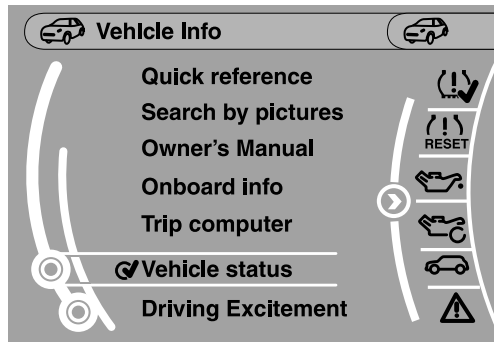 Vehicle Info
Quick reference
Search by pictures
Owner's Manual
Onboard info
Trip computer
Vehicle status
Driving Excitement
RESET